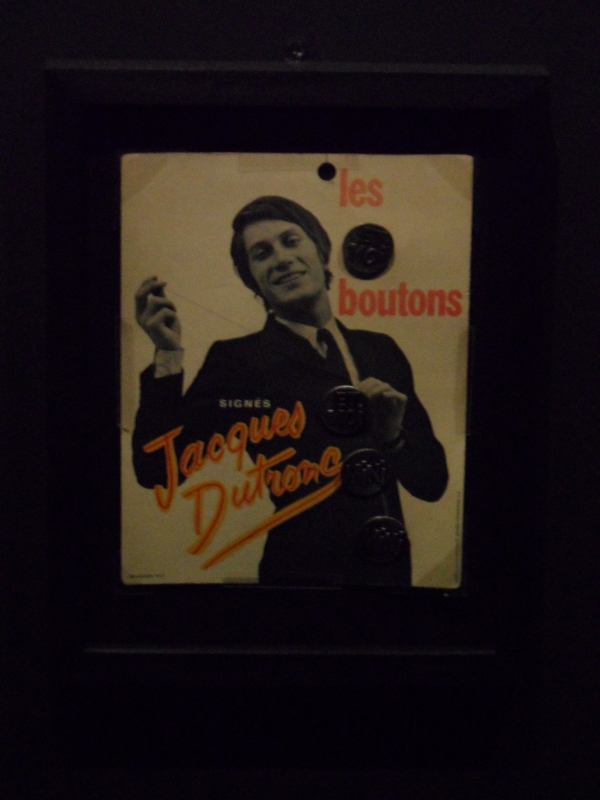 les
boutons
SIGNÉS
Jacques
Dutronc